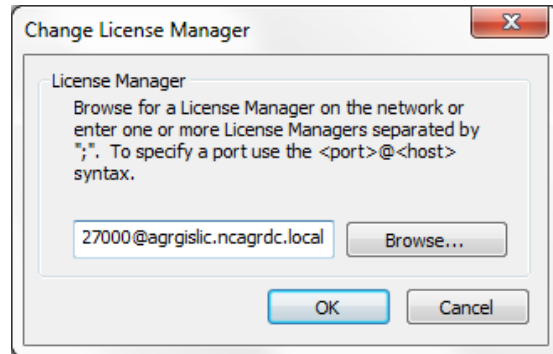 Change License Manager
License Manager
Browse for a License Manager on the network or
enter one or more License Managers separated by
";". To specify a port use the <port>@<host>
syntax.
27000@agrgislic.ncagrdc.local
Browse...
OK
Cancel